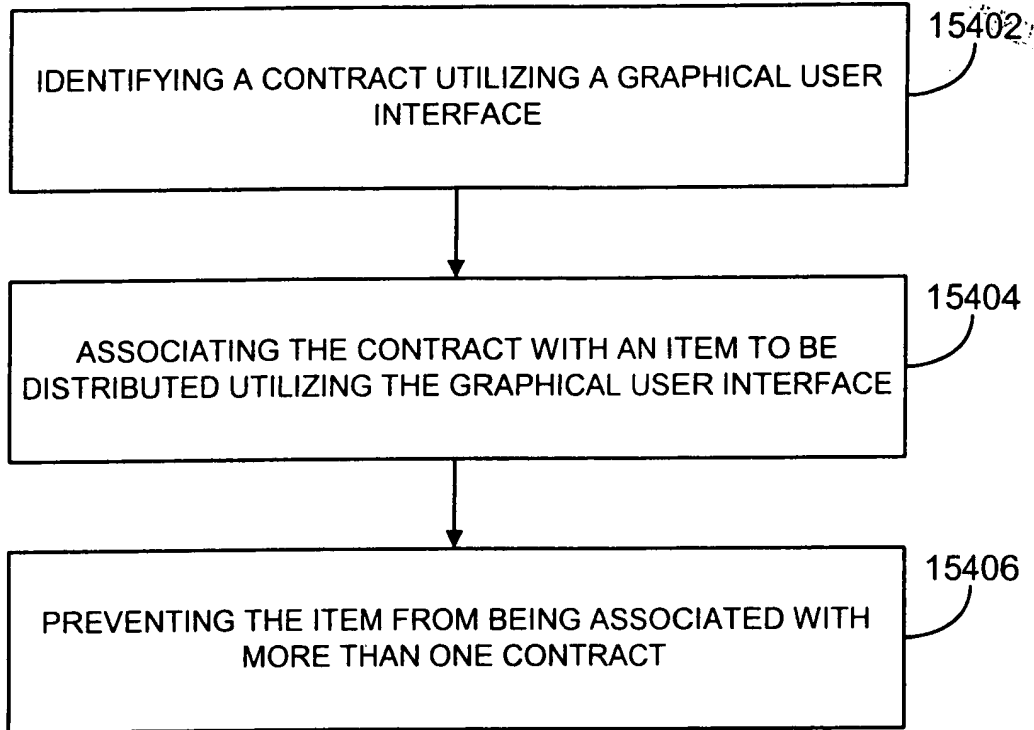 15402
IDENTIFYING A CONTRACT UTILIZING A GRAPHICAL USER
INTERFACE
15404
ASSOCIATING THE CONTRACT WITH AN ITEM TO BE
DISTRIBUTED UTILIZING THE GRAPHICAL USER INTERFACE
15406
PREVENTING THE ITEM FROM BEING ASSOCIATED WITH
MORE THAN ONE CONTRACT